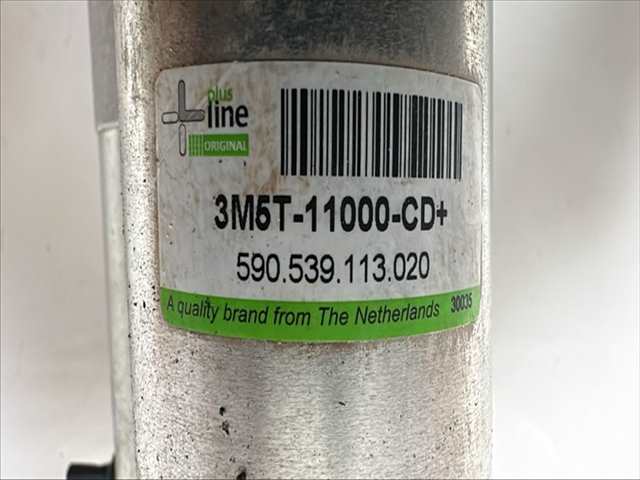 plus
line
ORIGINAL
3M5T-11000-CD+
590.539.113.020
A quality brand from The Netherlands 30035